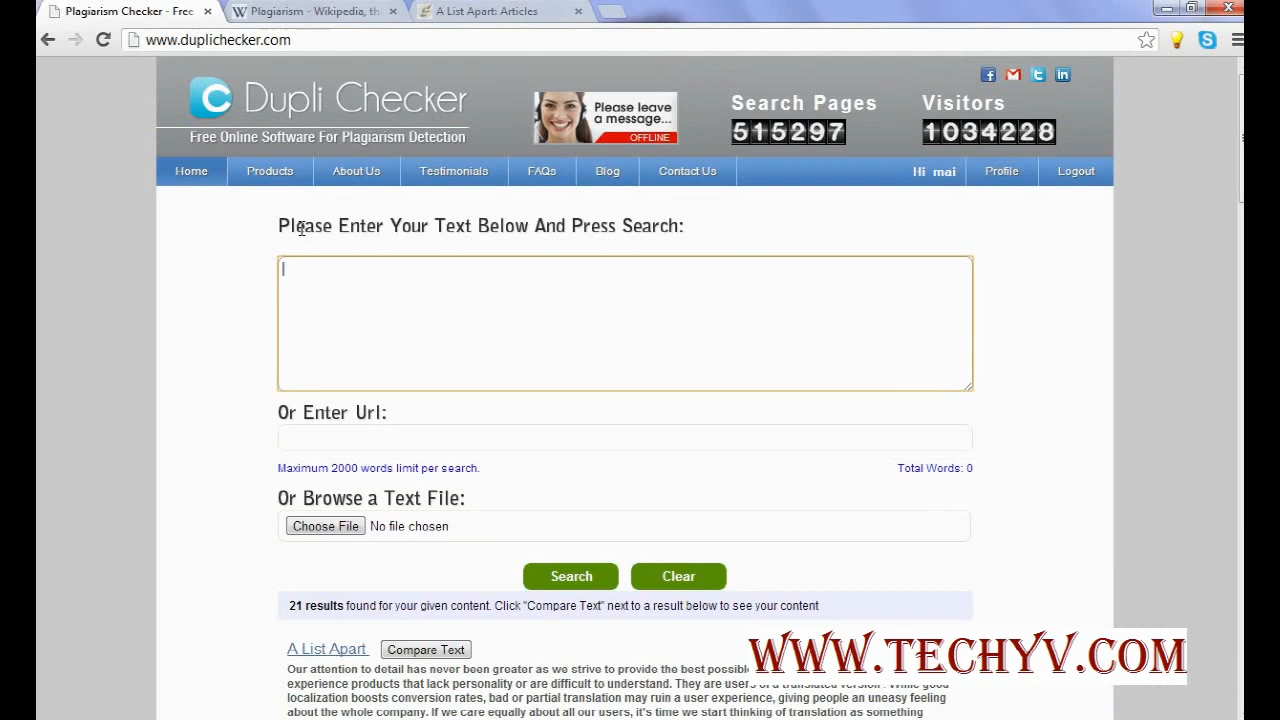 Plagiarism Checker - Free
Plagiarism - Wikipedia, th
A List Apart: Articles
www.duplichecker.com
Dupli Checker
Free Online Software For Plagiarism Detection
Please leave
a message...
OFFLINE
Search Pages
515297
Visitors
1034228
Home
Products
About Us
Testimonials
FAQs
Blog
Contact Us
Hi mai
Profile
Logout
Please Enter Your Text Below And Press Search:
Or Enter Url:
Maximum 2000 words limit per search.
Total Words: 0
Or Browse a Text File:
Choose File No file chosen
Search
Clear
21 results found for your given content. Click "Compare Text" next to a result below to see your content
A List Apart
Compare Text
Our attention to detail has never been greater as we strive to provide the best possible
experience products that lack personality or are difficult to understand. They are users of a translated version While good
localization boosts conversion rates, bad or partial translation may ruin a user experience, giving people an uneasy feeling
about the whole company. If we care equally about all our users, it's time we start thinking of translation as something
WWW.TECHYV.COM